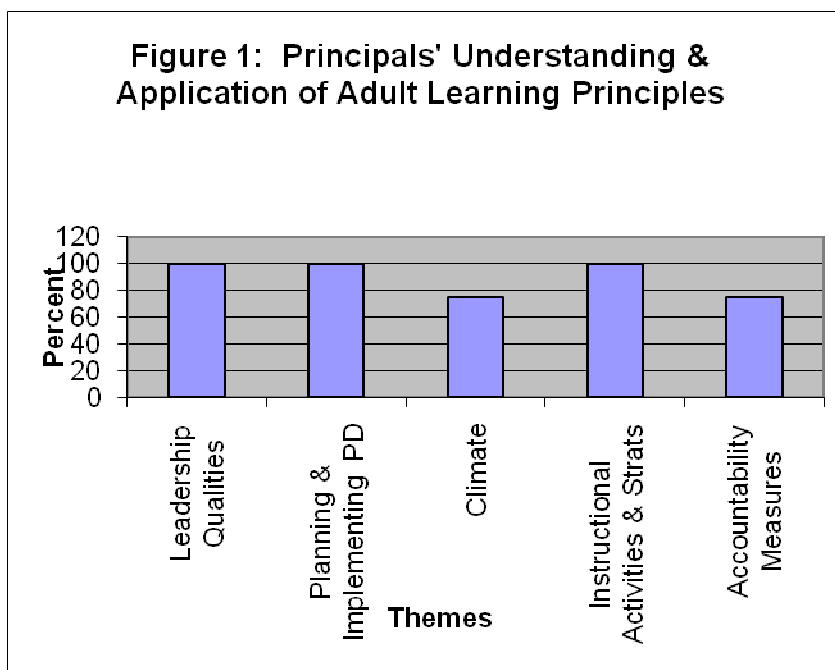 Figure 1:  Principals' Understanding &
Application of Adult Learning Principles
Percent
120
100
80
60
40
20
0
Leadership
Qualities
Planning &
Implementing PD
Climate
Instructional
Activities & Strats
Accountability
Measures
Themes